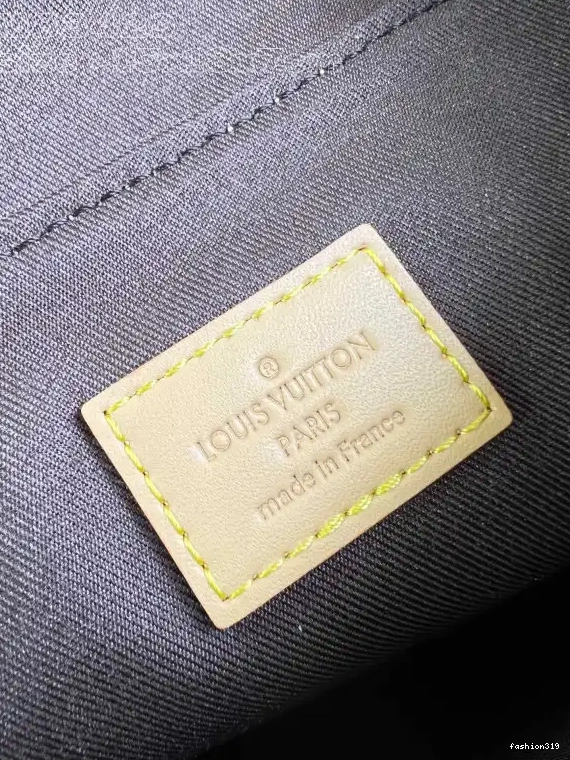 ®
LOUIS VUITTON
PARIS
made in France
fashion319